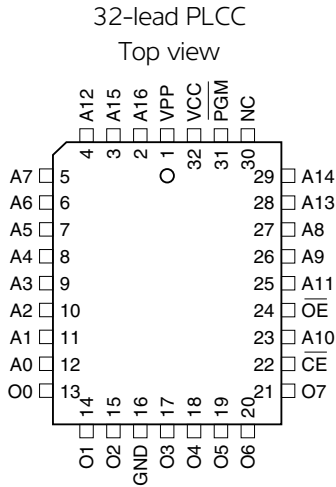 32-lead PLCC
Top view
A12 A15 A16 VPP VCC PGM NC
4 3 2 1 32 31 30
A7 5 29 A14
A6 6 28 A13
A5 7 27 A8
A4 8 26 A9
A3 9 25 A11
A2 10 24 OE
A1 11 23 A10
A0 12 22 CE
O0 13 21 O7
14 15 16 17 18 19 20
O1 O2 GND O3 O4 O5 O6